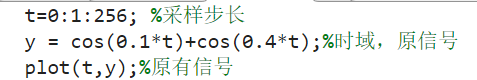 t=0:1:256; %采样步长
y = cos(0.1*t)+cos(0.4*t);%时域，原信号
plot(t,y);%原有信号